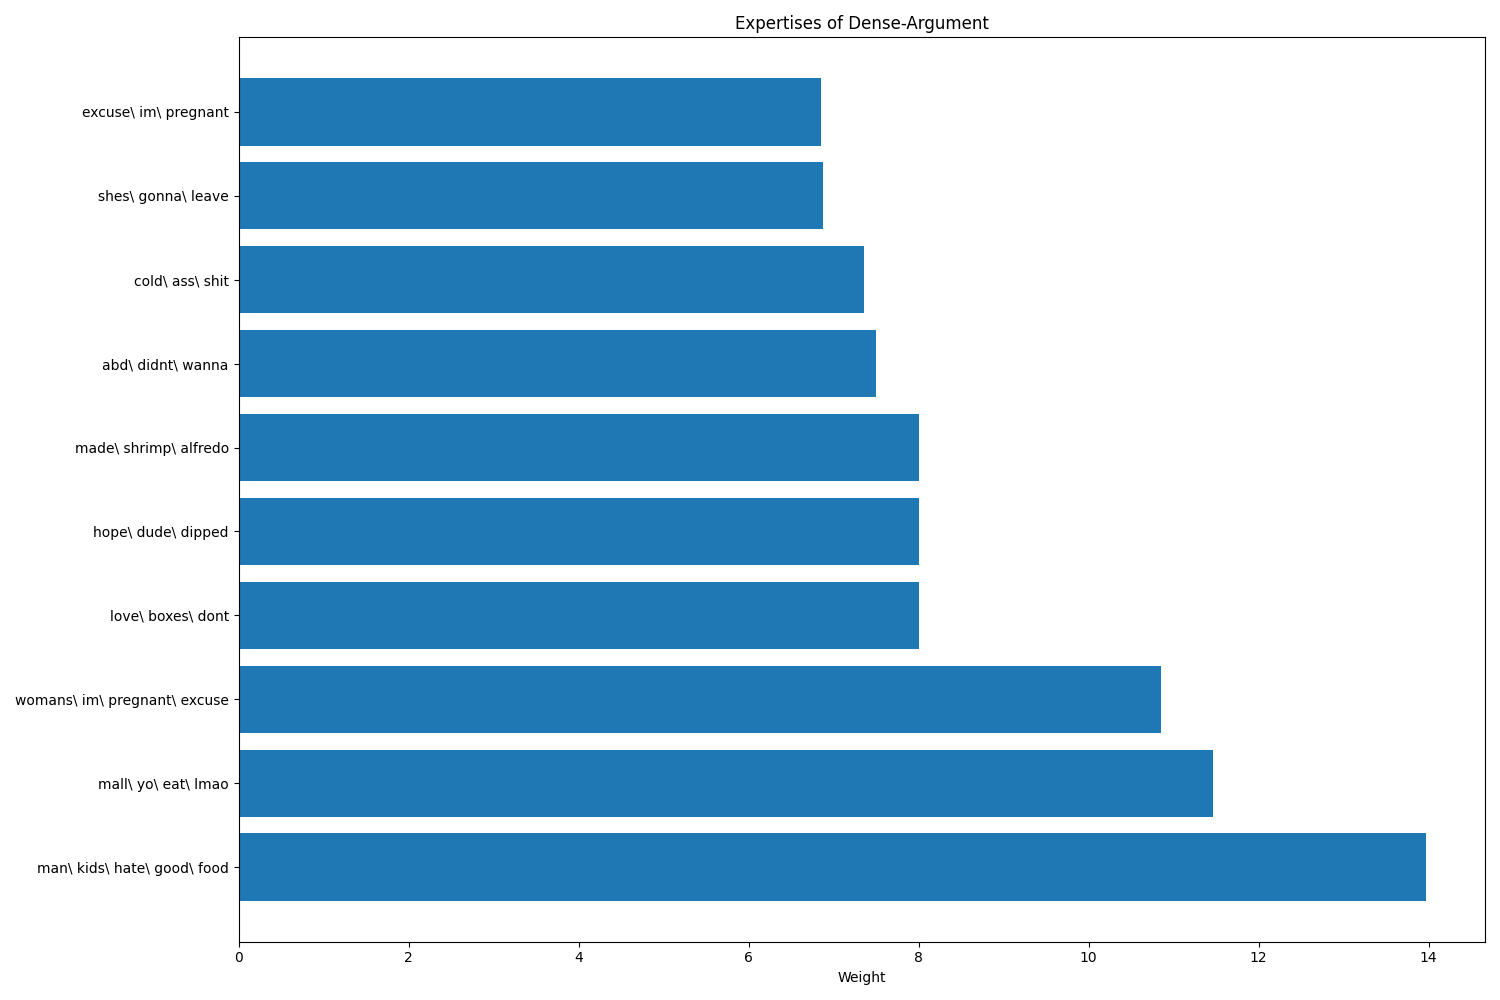 Expertises of Dense-Argument
excuse\ im\ pregnant
shes\ gonna\ leave
cold\ ass\ shit
abd\ didnt\ wanna
made\ shrimp\ alfredo
hope\ dude\ dipped
love\ boxes\ dont
womans\ im\ pregnant\ excuse
mall\ yo\ eat\ lmao
man\ kids\ hate\ good\ food
0 2 4 6 8 10 12 14
Weight